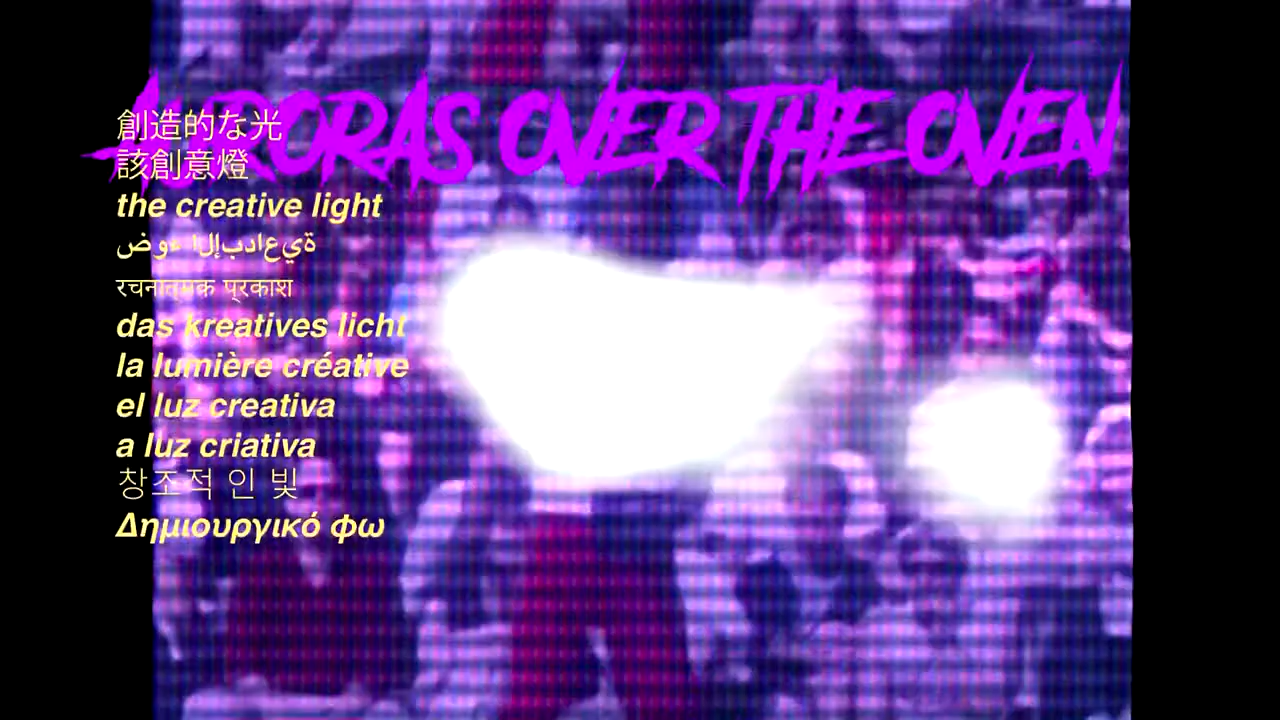 AURORAS OVER THE OVEN
創造的な光
該創意燈
the creative light
ضوء الإبداعية
रचनात्मक प्रकाश
das kreatives licht
la lumière créative
el luz creativa
a luz criativa
창조적 인 빛
Δημιουργικό φω